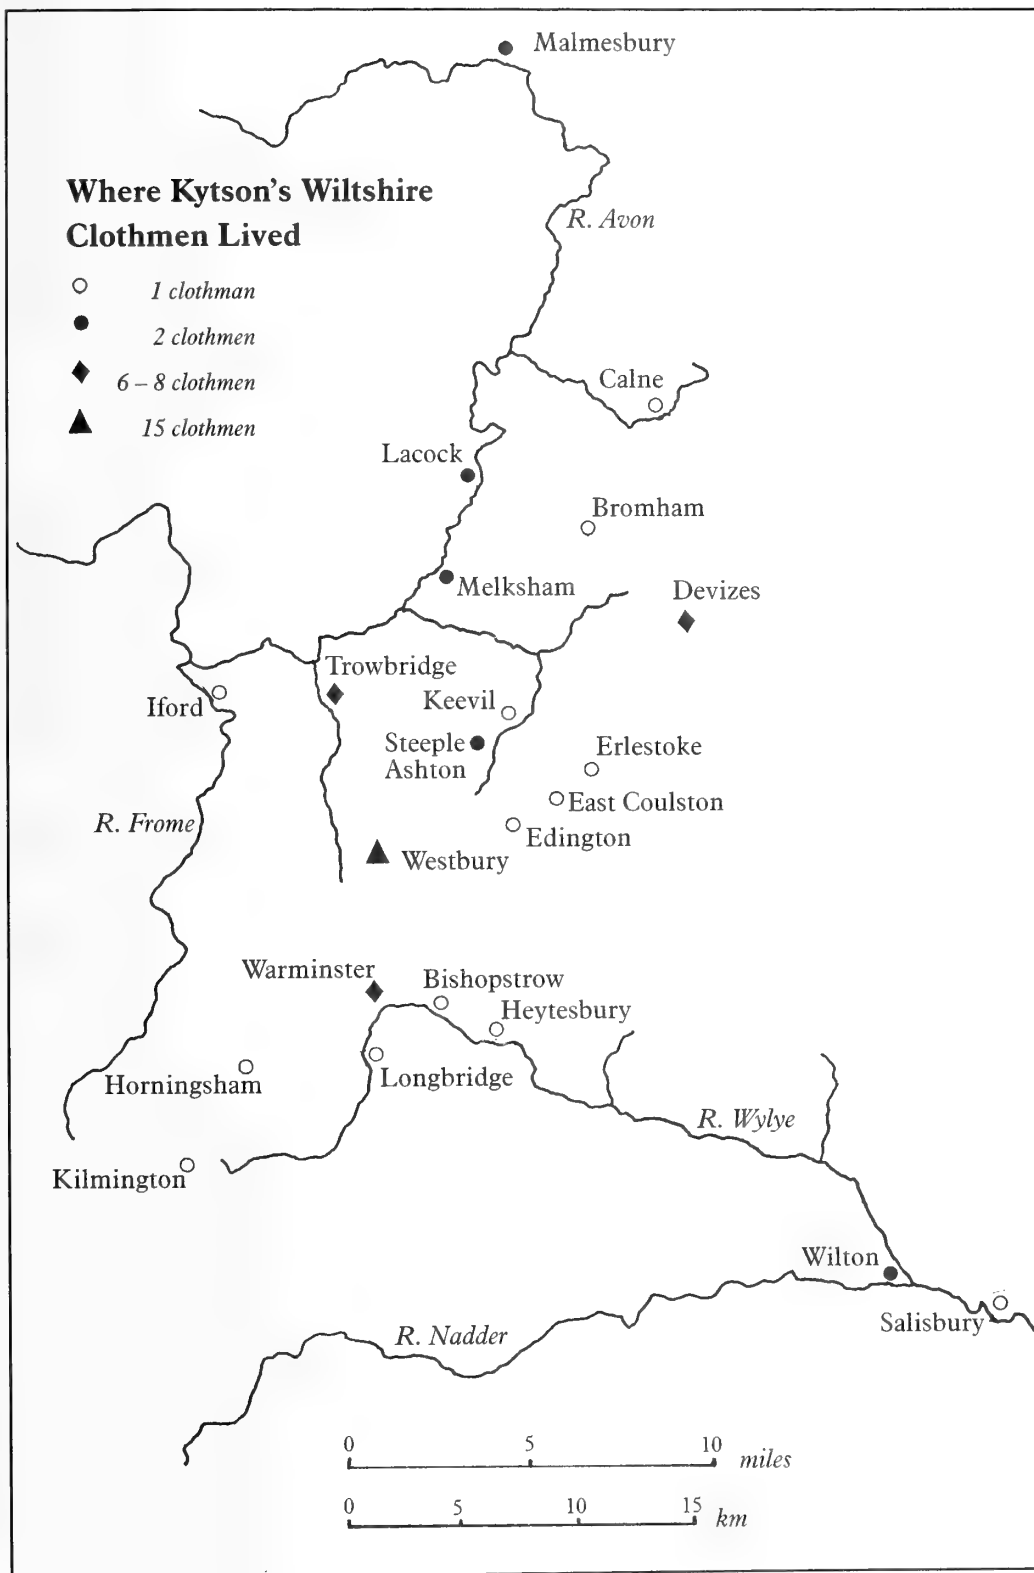 Malmesbury
Where Kytson's Wiltshire
Clothmen Lived
R. Avon
1 clothman
2 clothmen
6 – 8 clothmen
15 clothmen
Calne
Lacock
Bromham
Melksham
Devizes
Trowbridge
Iford
Keevil
Steeple
Ashton
Erlestoke
East Coulston
R. Frome
Edington
Westbury
Warminster
Bishopstrow
Heytesbury
Horningsham
Longbridge
R. Wylye
Kilmington
Wilton
Salisbury
R. Nadder
0 5 10 miles
0 5 10 15 km